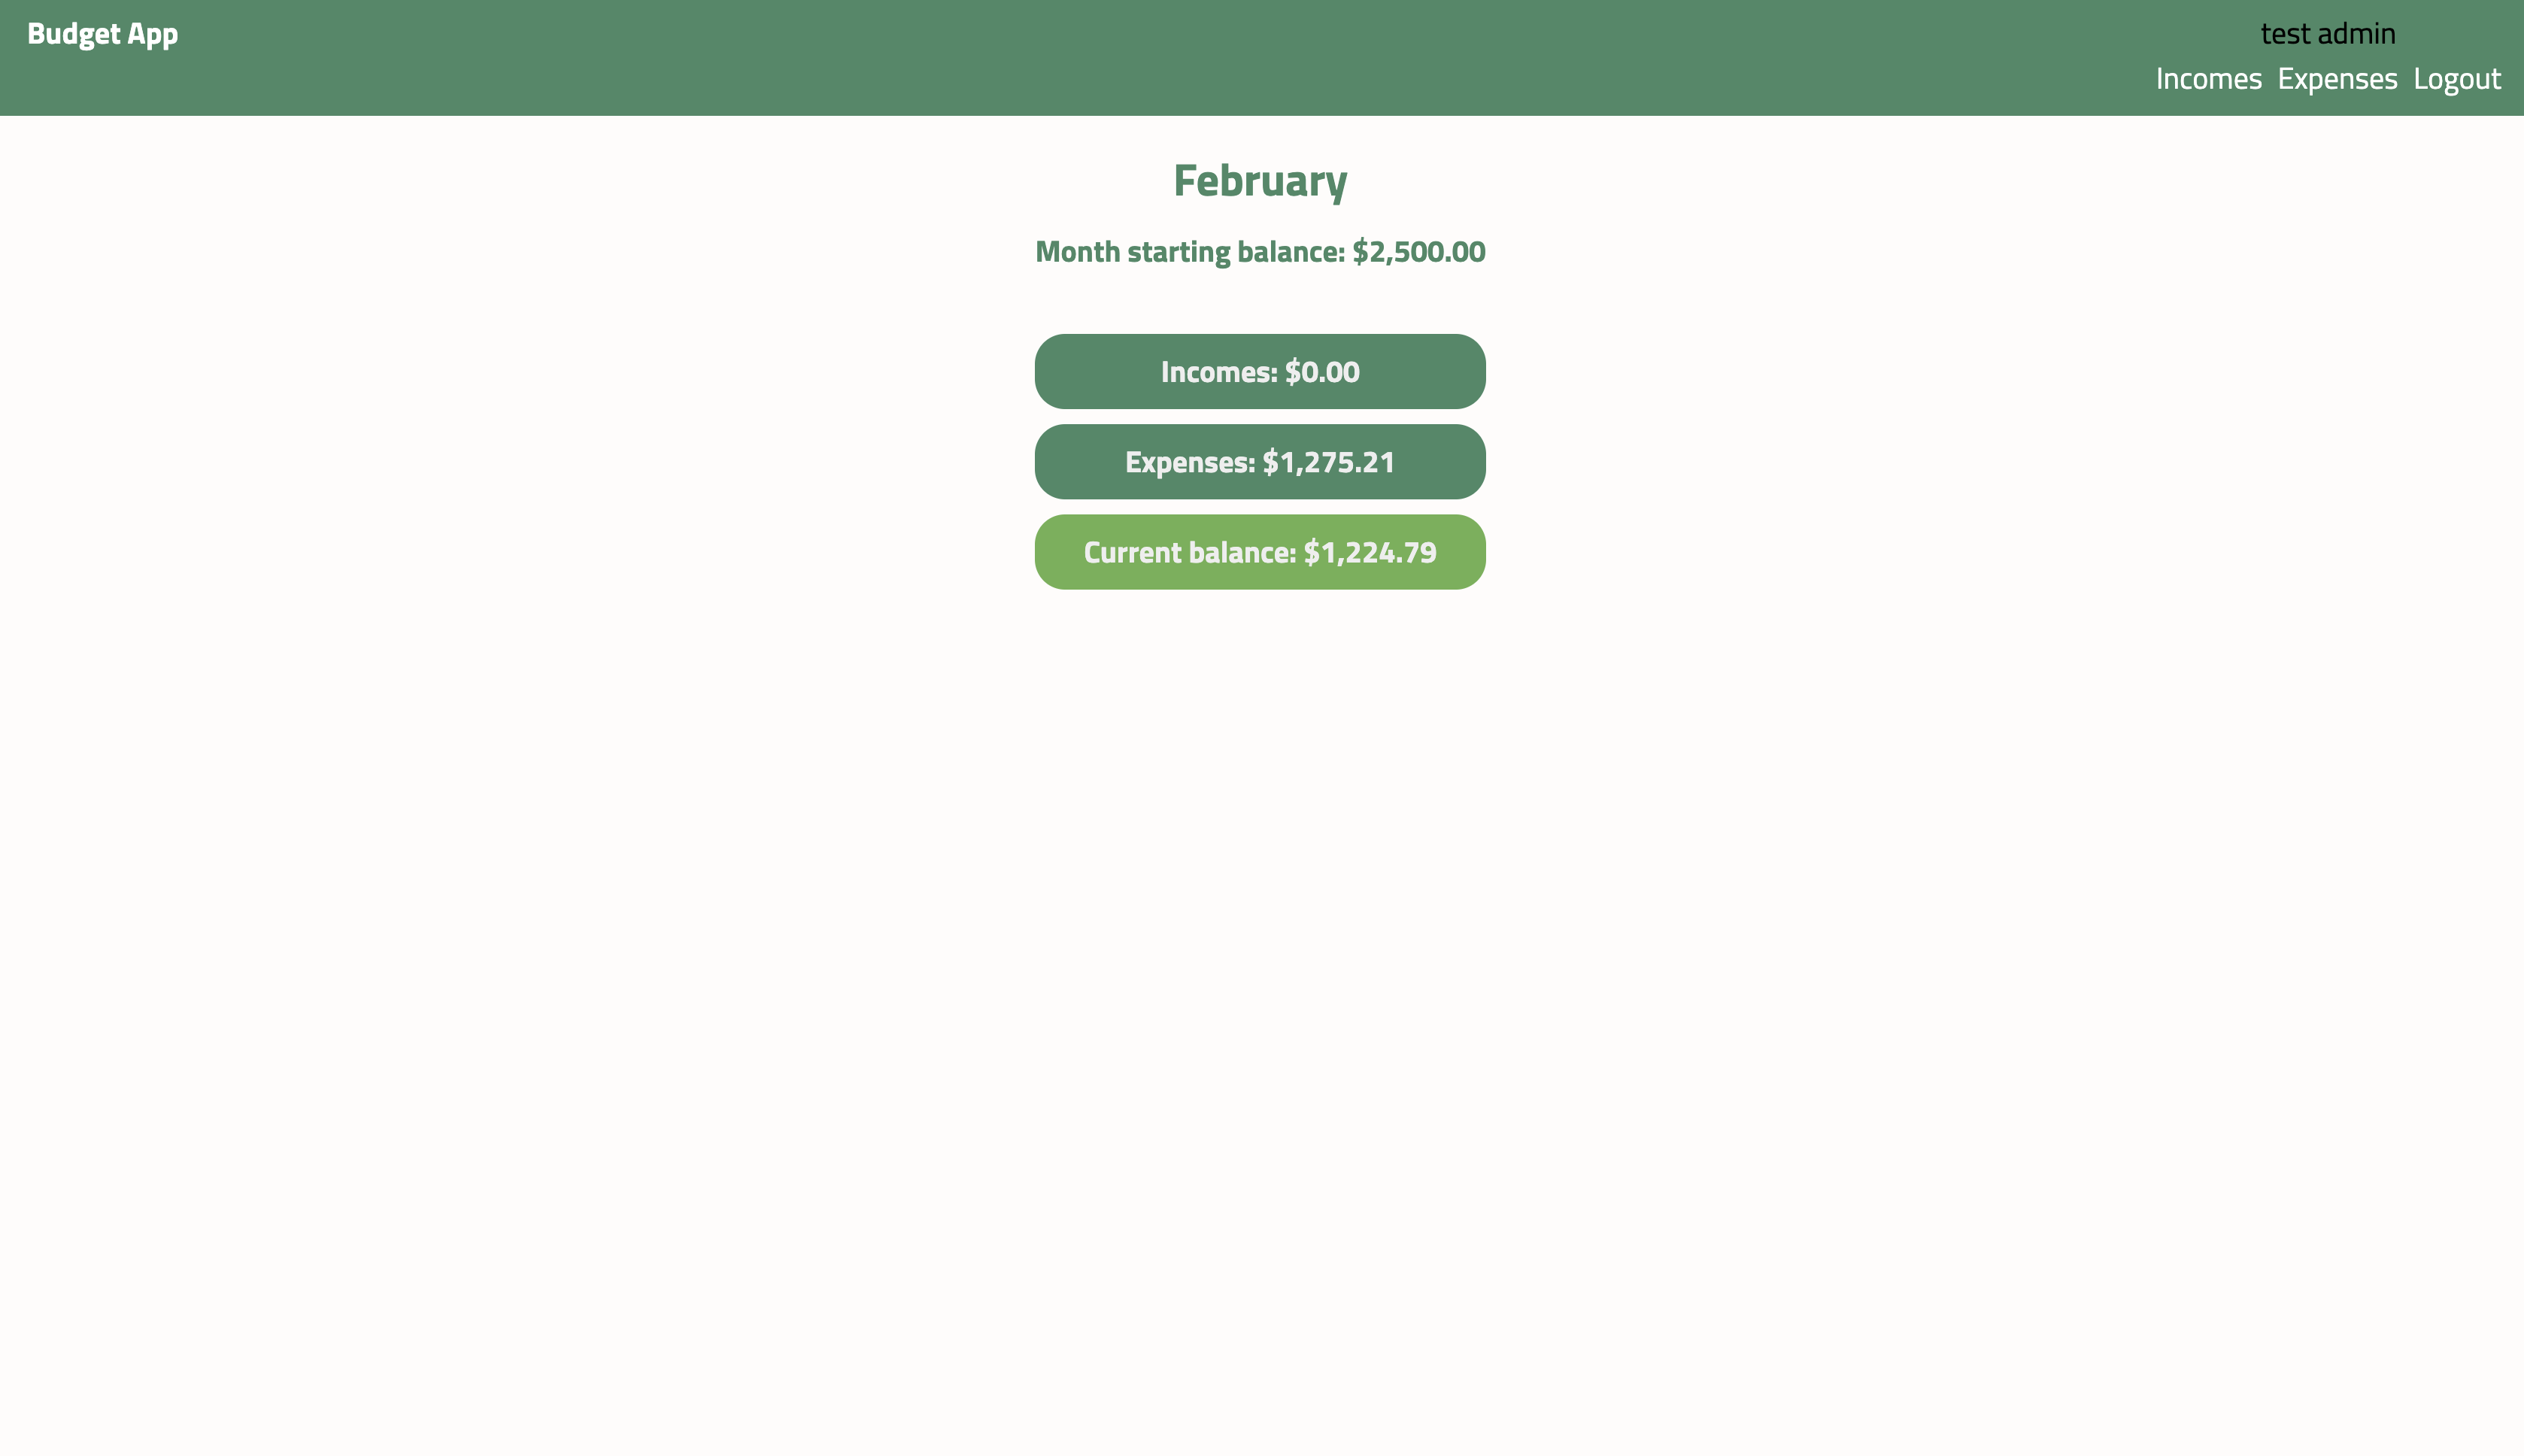 Budget App
test admin
Incomes Expenses Logout
February
Month starting balance: $2,500.00
Incomes: $0.00
Expenses: $1,275.21
Current balance: $1,224.79